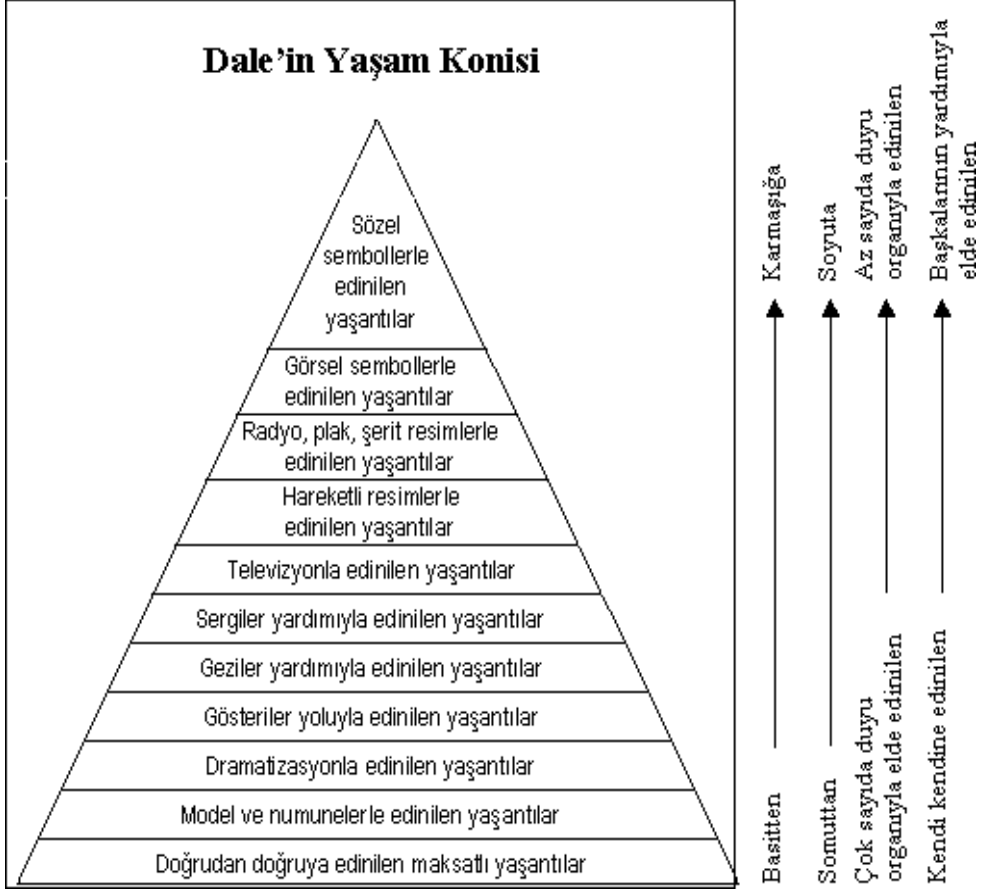 Dale’in Yaşam Konisi
Sözel
sembollerle
edinilen
yaşantılar
Görsel sembollerle
edinilen yaşantılar
Radyo, plak, şerit resimlerle
edinilen yaşantılar
Hareketli resimlerle
edinilen yaşantılar
Televizyonla edinilen yaşantılar
Sergiler yardımıyla edinilen yaşantılar
Geziler yardımıyla edinilen yaşantılar
Gösteriler yoluyla edinilen yaşantılar
Dramatizasyonla edinilen yaşantılar
Model ve numunelerle edinilen yaşantılar
Doğrudan doğruya edinilen maksatlı yaşantılar
Basitten
Karmaşığa
Somuttan
Soyuta
Çok sayıda duyu
organıyla elde edinilen
Az sayıda duyu
organıyla edinilen
Kendi kendine edinilen
Başkalarının yardımıyla
elde edinilen